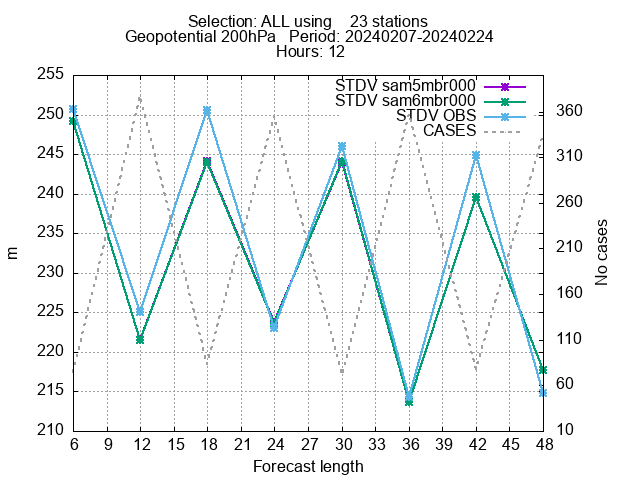 Selection: ALL using    23 stations
Geopotential 200hPa   Period: 20240207-20240224
Hours: 12
STDV sam5mbr000
STDV sam6mbr000
STDV OBS
CASES
255
250
245
240
235
230
225
220
215
210
m
360
310
260
210
160
110
60
10
No cases
6 9 12 15 18 21 24 27 30 33 36 39 42 45 48
Forecast length